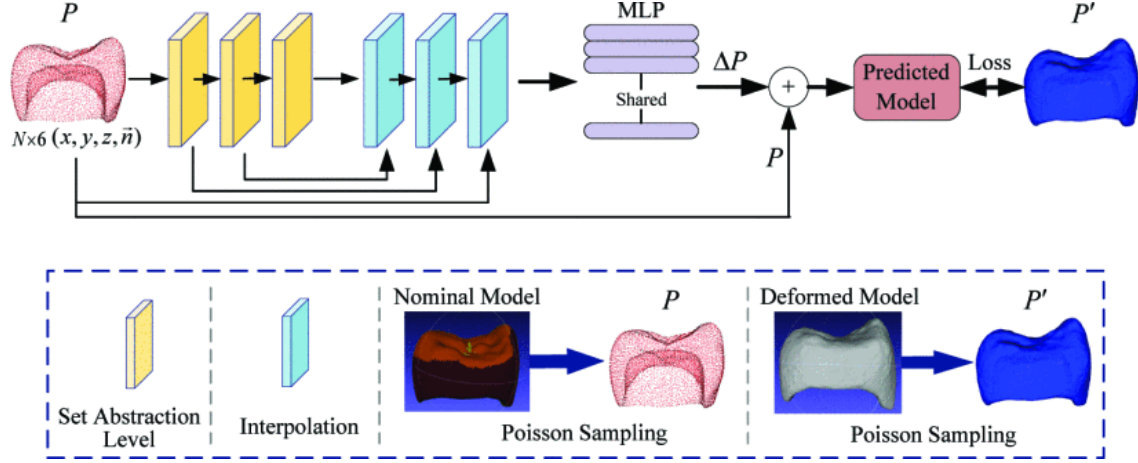 P
MLP
P′
ΔP
+
Predicted
Model
Loss
Shared
N×6 (x, y, z, n⃗)
P
Nominal Model
P
Deformed Model
P′
Set Abstraction
Level
Interpolation
Poisson Sampling
Poisson Sampling